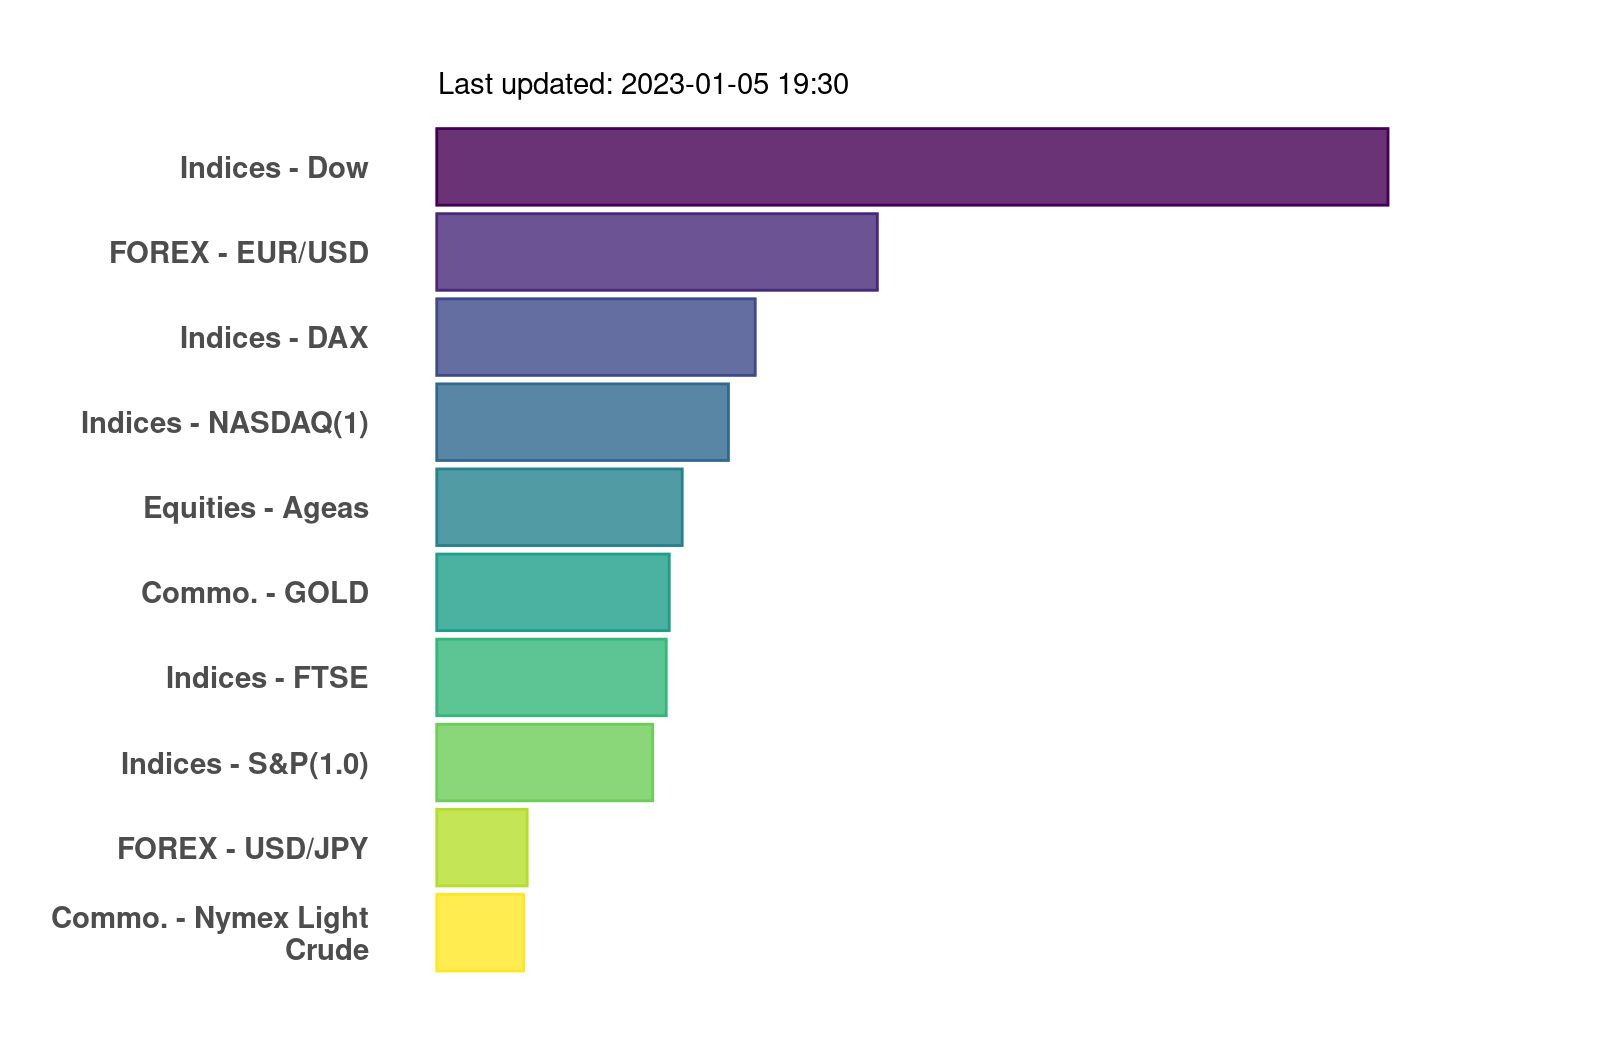 Last updated: 2023-01-05 19:30
Indices - Dow
FOREX - EUR/USD
Indices - DAX
Indices - NASDAQ(1)
Equities - Ageas
Commo. - GOLD
Indices - FTSE
Indices - S&P(1.0)
FOREX - USD/JPY
Commo. - Nymex Light
Crude